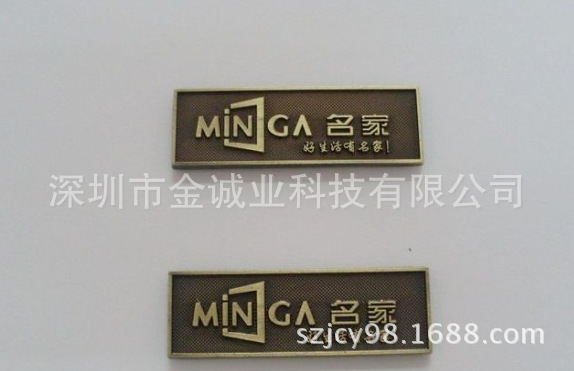 MINGA 名家
好生活有名家!
深圳市金诚业科技有限公司
MINGA 名家
szjcy98.1688.com